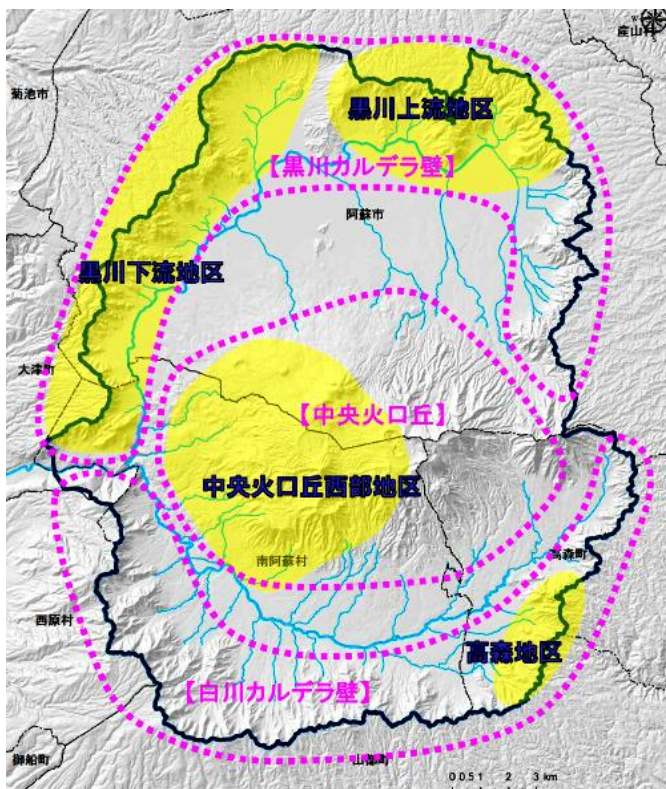 産山村
菊池市
黒川上流地区
【黒川カルデラ壁】
阿蘇市
黒川下流地区
大津町
【中央火口丘】
中央火口丘西部地区
南阿蘇村
高森町
西原村
高森地区
【白川カルデラ壁】
御船町
山都町
0 0.5 1 2 3 km